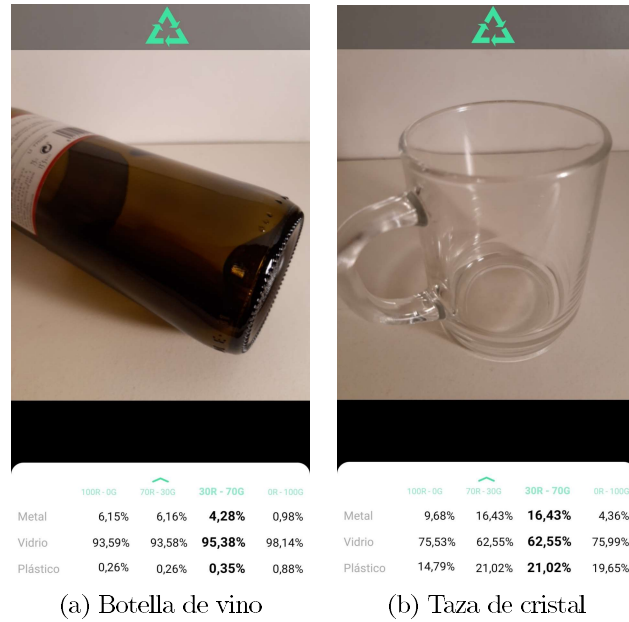 100R - 0G 70R - 30G 30R - 70G 0R - 100G
Metal 6,15% 6,16% 4,28% 0,98%
Vidrio 93,59% 93,58% 95,38% 98,14%
Plástico 0,26% 0,26% 0,35% 0,88%
(a) Botella de vino
100R - 0G 70R - 30G 30R - 70G 0R - 100G
Metal 9,68% 16,43% 16,43% 4,36%
Vidrio 75,53% 62,55% 62,55% 75,99%
Plástico 14,79% 21,02% 21,02% 19,65%
(b) Taza de cristal